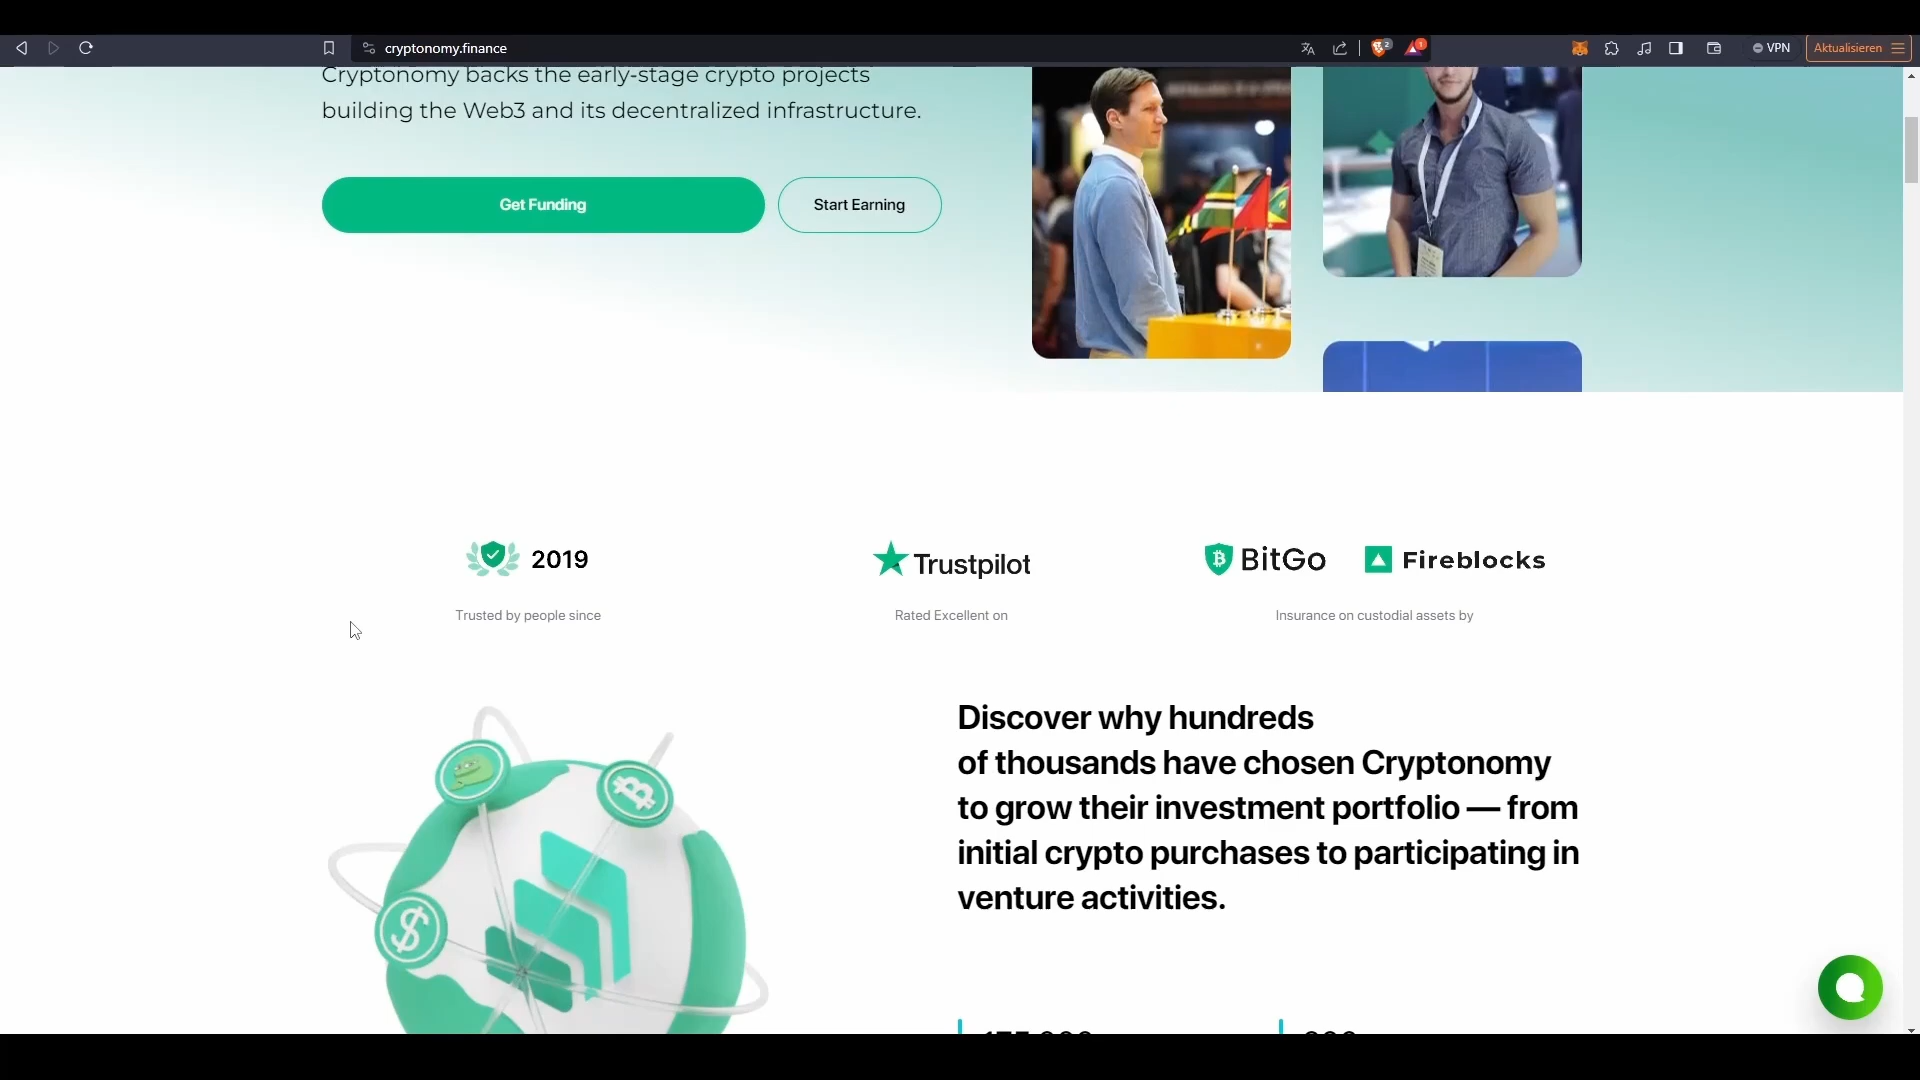 cryptonomy.finance
2
1
VPN
Aktualisieren
Cryptonomy backs the early-stage crypto projects
building the Web3 and its decentralized infrastructure.
Get Funding
Start Earning
2019
Trustpilot
BitGo
Fireblocks
Trusted by people since
Rated Excellent on
Insurance on custodial assets by
Discover why hundreds
of thousands have chosen Cryptonomy
to grow their investment portfolio — from
initial crypto purchases to participating in
venture activities.